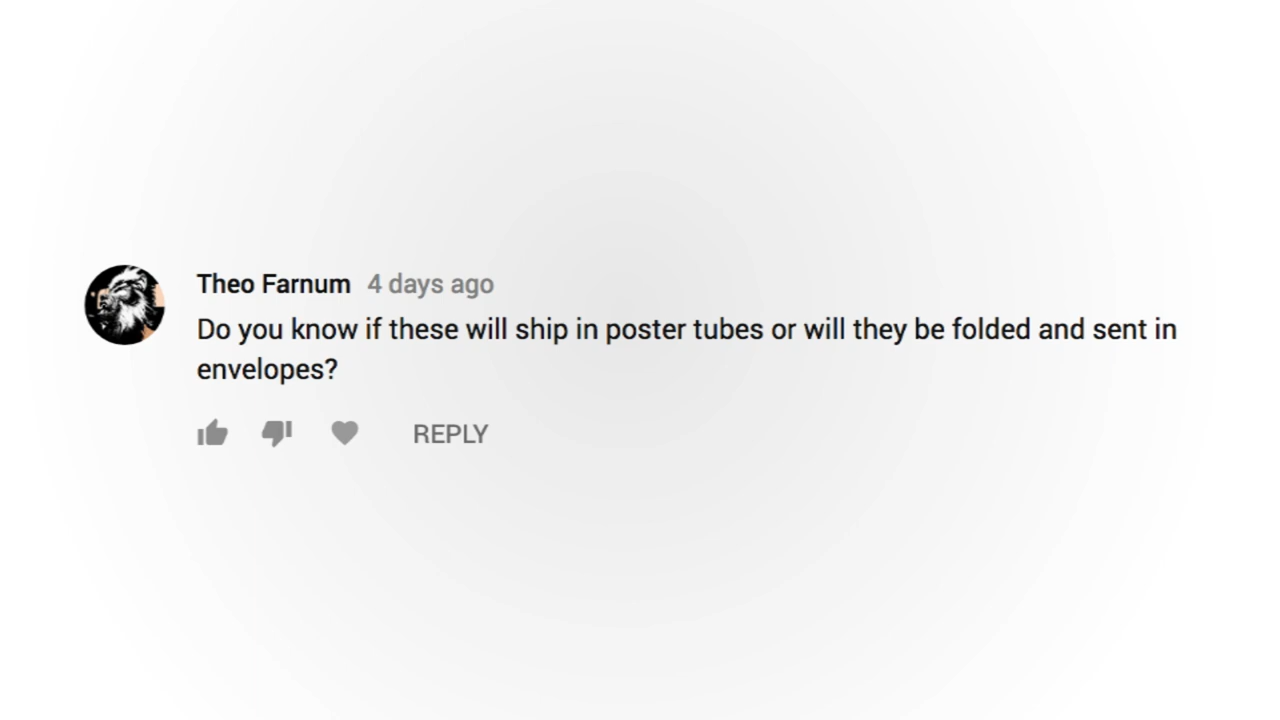 Theo Farnum 4 days ago
Do you know if these will ship in poster tubes or will they be folded and sent in
envelopes?
REPLY